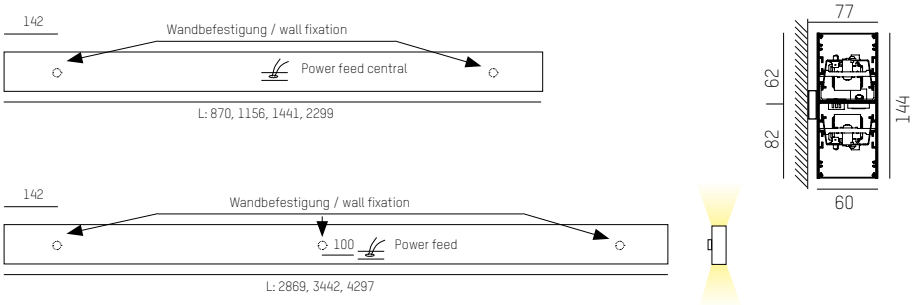 142
Wandbefestigung / wall fixation
Power feed central
L: 870, 1156, 1441, 2299
77
62
82
144
60
142
Wandbefestigung / wall fixation
100 Power feed
L: 2869, 3442, 4297